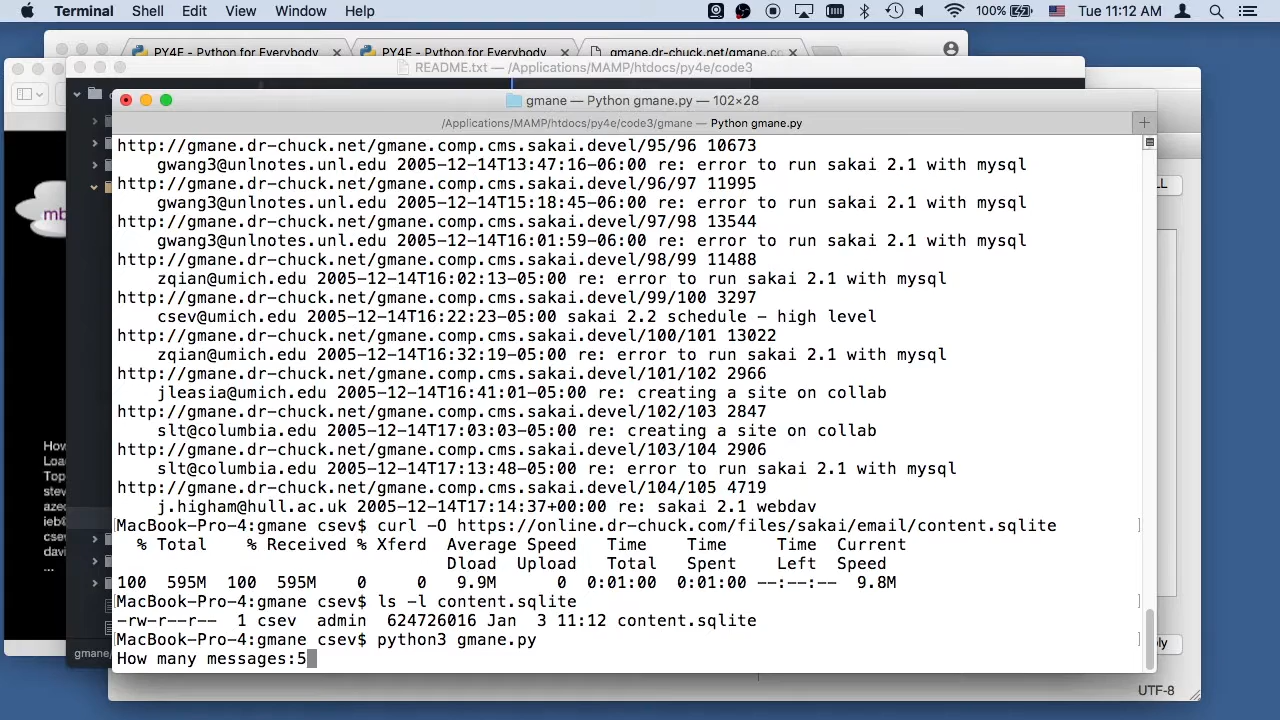 Terminal Shell Edit View Window Help 100% Tue 11:12 AM
PY4E - Python for Everybody PY4E - Python for Everybody gmane.dr-chuck.net/gmane.co
README.txt — /Applications/MAMP/htdocs/py4e/code3
gmane — Python gmane.py — 102×28
/Applications/MAMP/htdocs/py4e/code3/gmane — Python gmane.py
http://gmane.dr-chuck.net/gmane.comp.cms.sakai.devel/95/96 10673
gwang3@unlnotes.unl.edu 2005-12-14T13:47:16-06:00 re: error to run sakai 2.1 with mysql
http://gmane.dr-chuck.net/gmane.comp.cms.sakai.devel/96/97 11995
gwang3@unlnotes.unl.edu 2005-12-14T15:18:45-06:00 re: error to run sakai 2.1 with mysql
http://gmane.dr-chuck.net/gmane.comp.cms.sakai.devel/97/98 13544
gwang3@unlnotes.unl.edu 2005-12-14T16:01:59-06:00 re: error to run sakai 2.1 with mysql
http://gmane.dr-chuck.net/gmane.comp.cms.sakai.devel/98/99 11488
zqian@umich.edu 2005-12-14T16:02:13-05:00 re: error to run sakai 2.1 with mysql
http://gmane.dr-chuck.net/gmane.comp.cms.sakai.devel/99/100 3297
csev@umich.edu 2005-12-14T16:22:23-05:00 sakai 2.2 schedule - high level
http://gmane.dr-chuck.net/gmane.comp.cms.sakai.devel/100/101 13022
zqian@umich.edu 2005-12-14T16:32:19-05:00 re: error to run sakai 2.1 with mysql
http://gmane.dr-chuck.net/gmane.comp.cms.sakai.devel/101/102 2966
jleasia@umich.edu 2005-12-14T16:41:01-05:00 re: creating a site on collab
http://gmane.dr-chuck.net/gmane.comp.cms.sakai.devel/102/103 2847
slt@columbia.edu 2005-12-14T17:03:03-05:00 re: creating a site on collab
http://gmane.dr-chuck.net/gmane.comp.cms.sakai.devel/103/104 2906
slt@columbia.edu 2005-12-14T17:13:48-05:00 re: error to run sakai 2.1 with mysql
http://gmane.dr-chuck.net/gmane.comp.cms.sakai.devel/104/105 4719
j.higham@hull.ac.uk 2005-12-14T17:14:37+00:00 re: sakai 2.1 webdav
[MacBook-Pro-4:gmane csev$ curl -O https://online.dr-chuck.com/files/sakai/email/content.sqlite ]
% Total % Received % Xferd Average Speed Time Time Time Current
Dload Upload Total Spent Left Speed
100 595M 100 595M 0 0 9.9M 0 0:01:00 0:01:00 --:--:-- 9.8M
[MacBook-Pro-4:gmane csev$ ls -l content.sqlite ]
-rw-r--r-- 1 csev admin 624726016 Jan 3 11:12 content.sqlite
[MacBook-Pro-4:gmane csev$ python3 gmane.py ]
How many messages:5
mb
How
Loa
Top
stev
azed
ieb
cse
davi
...
gmane/
LL
ply
UTF-8